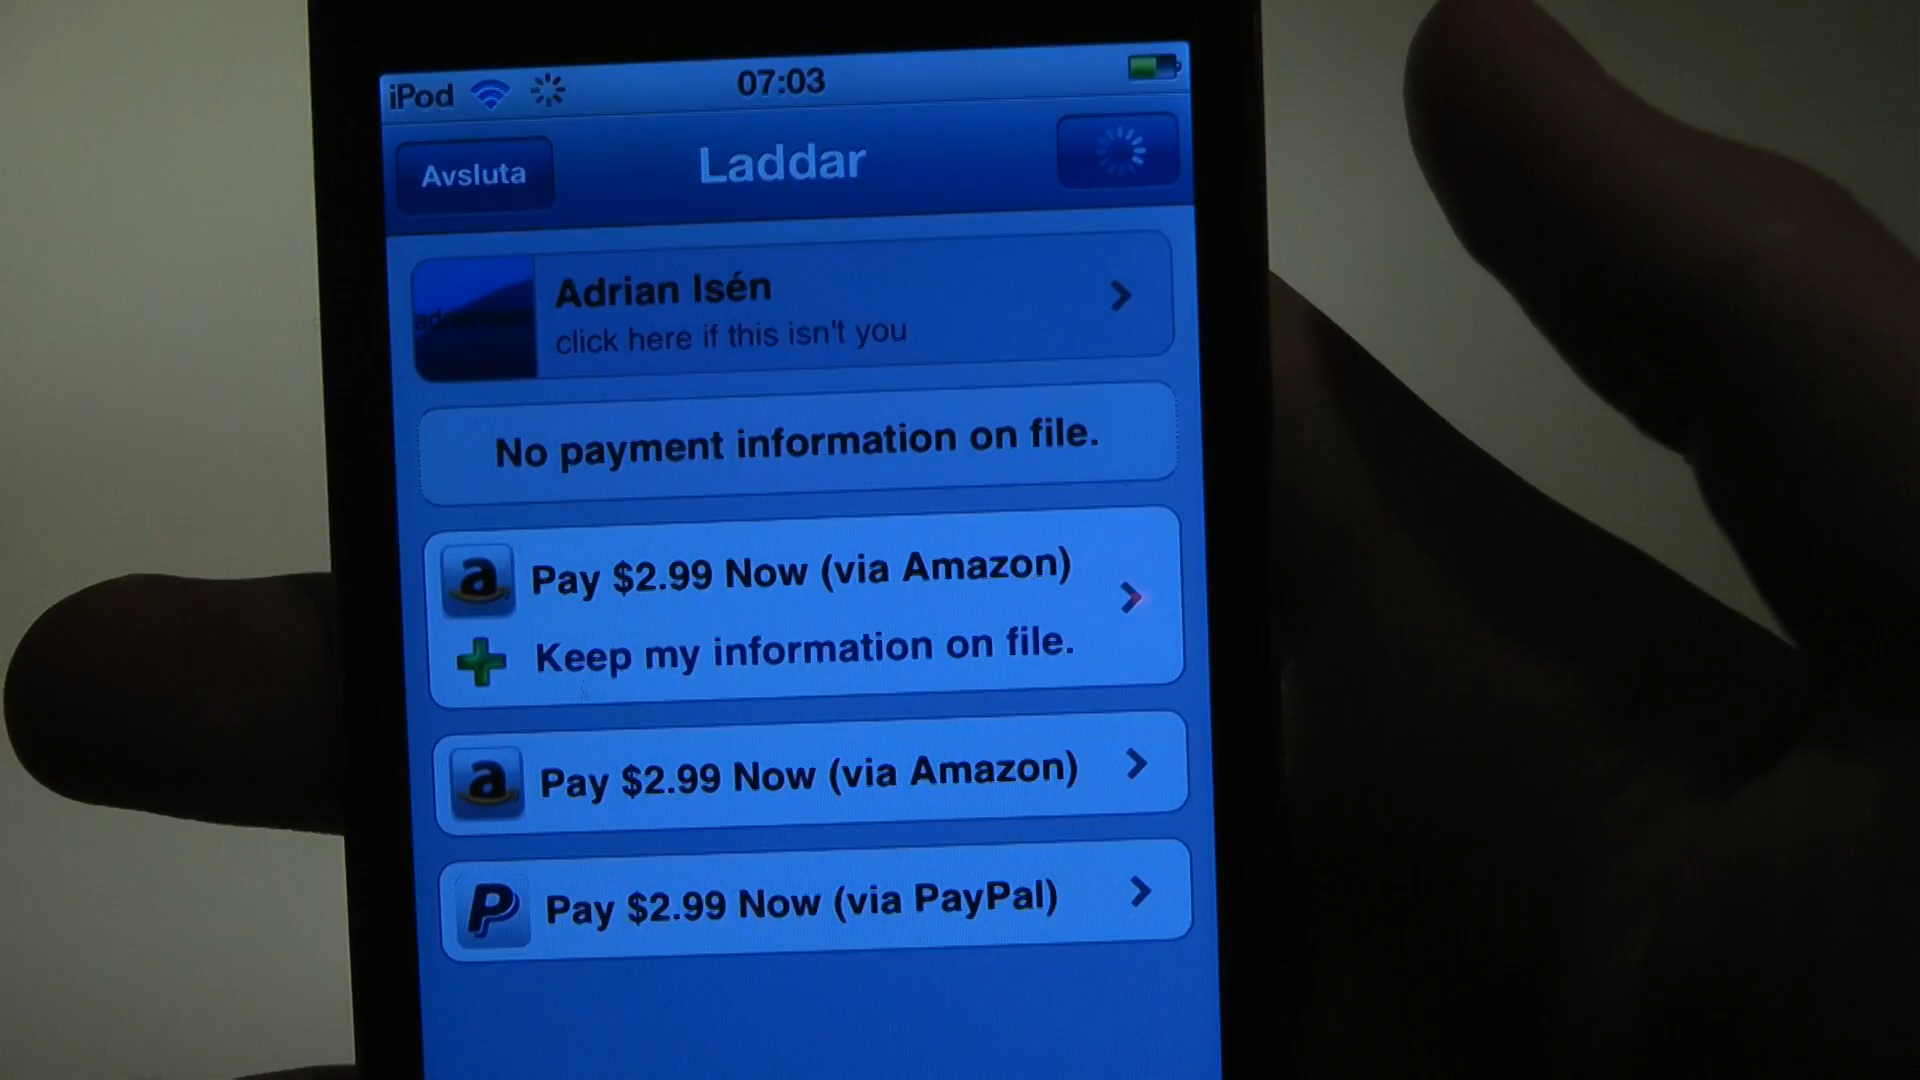 iPod 07:03
Avsluta Laddar
Adrian Isén
click here if this isn't you
No payment information on file.
Pay $2.99 Now (via Amazon)
Keep my information on file.
Pay $2.99 Now (via Amazon)
Pay $2.99 Now (via PayPal)